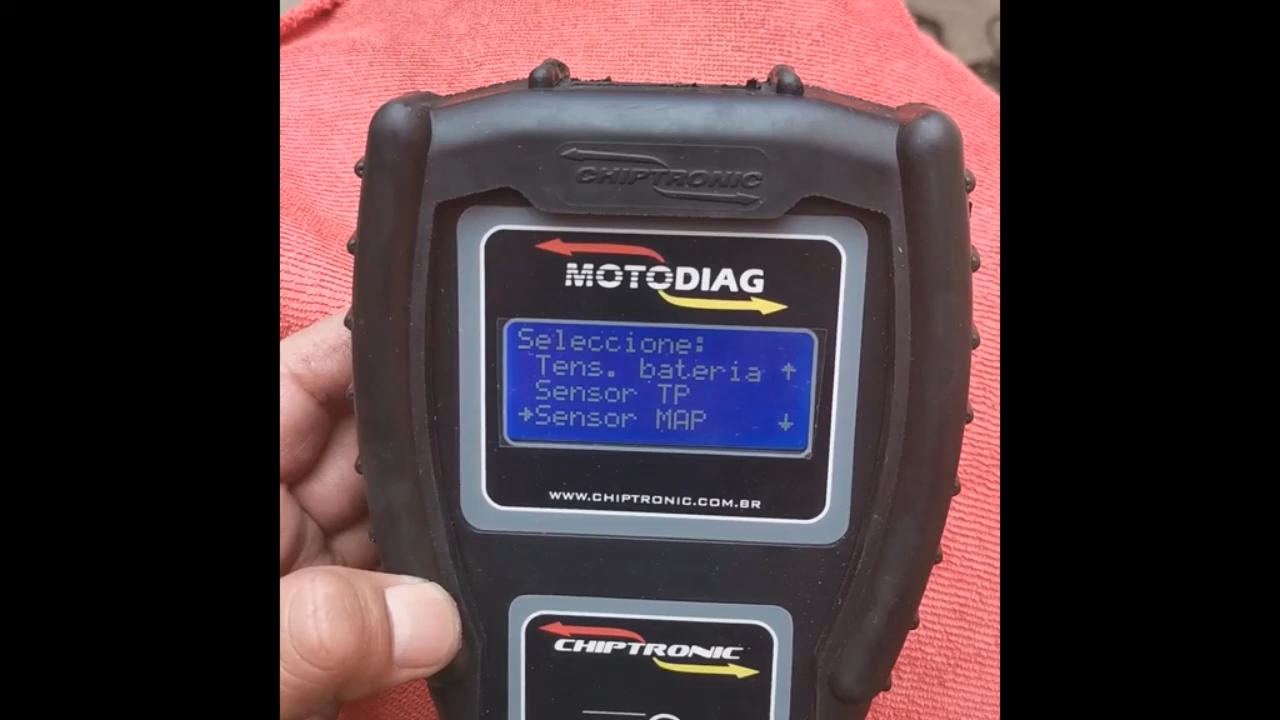 CHIPTRONIC
MOTODIAG
Seleccione:
Tens. bateria ↑
Sensor TP
→Sensor MAP ↓
WWW.CHIPTRONIC.COM.BR
CHIPTRONIC